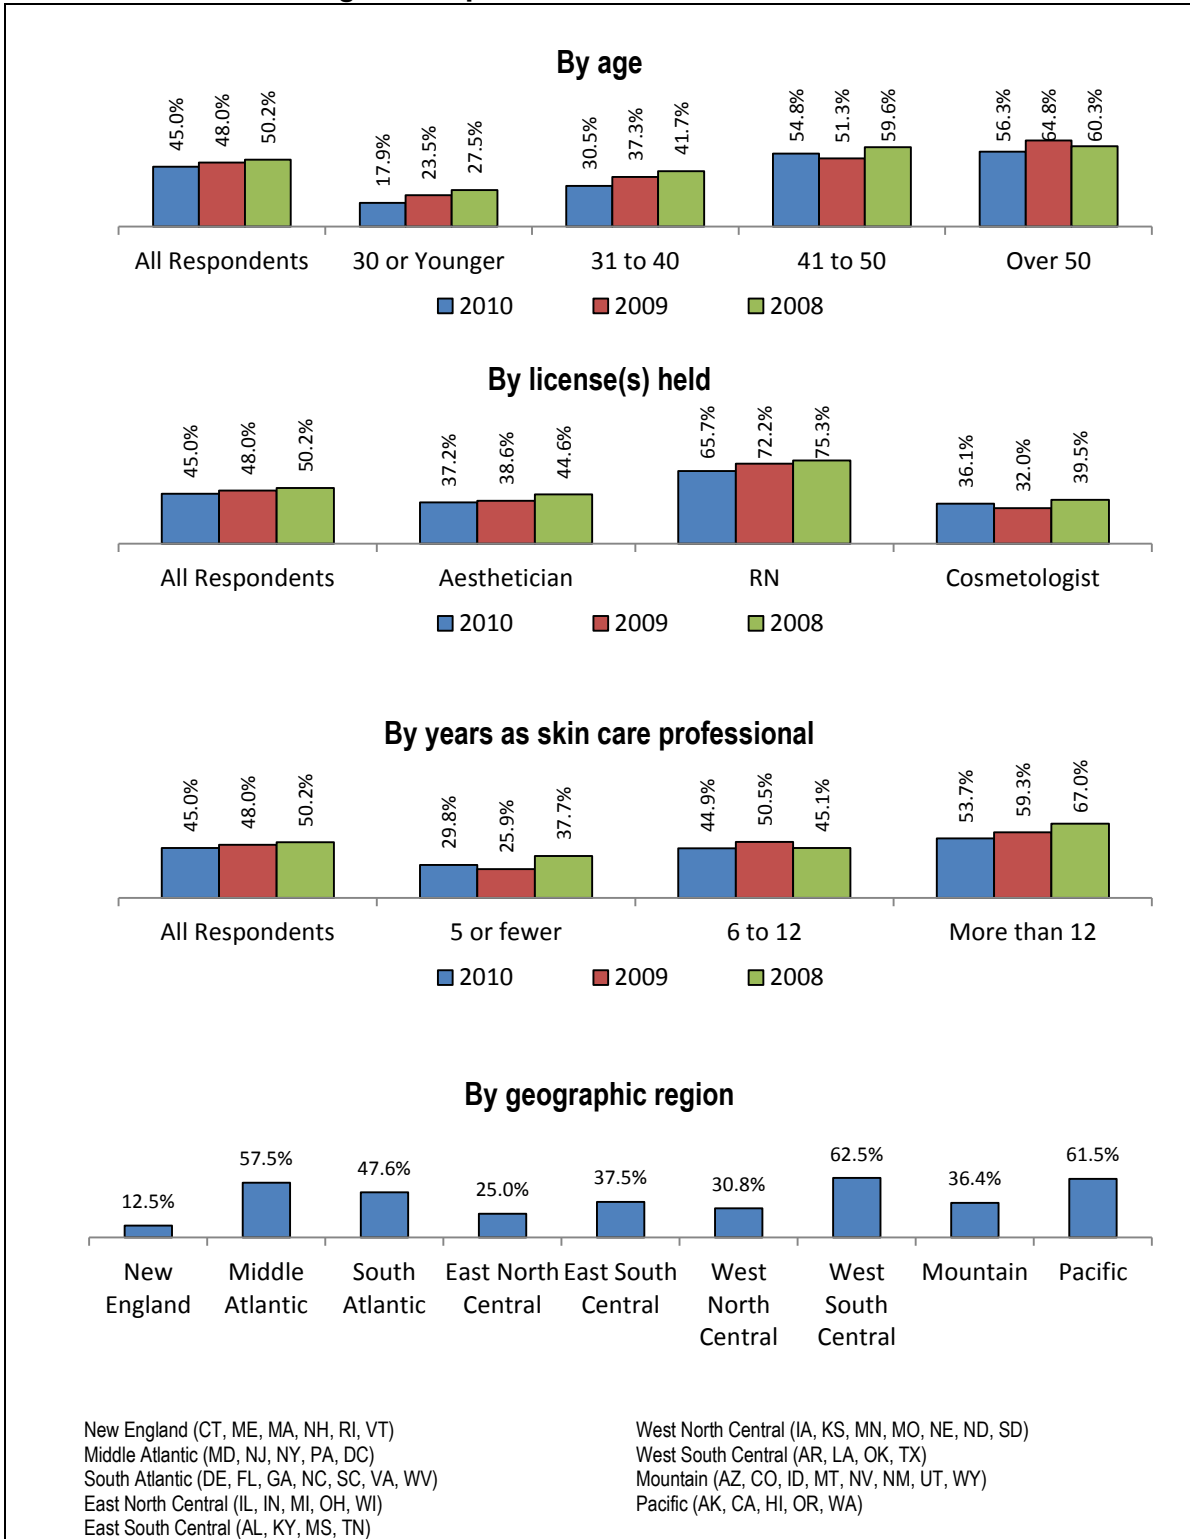 By age
45.0% 48.0% 50.2% 17.9% 23.5% 27.5% 30.5% 37.3% 41.7% 54.8% 51.3% 59.6% 56.3% 64.8% 60.3%
All Respondents 30 or Younger 31 to 40 41 to 50 Over 50
2010 2009 2008
By license(s) held
45.0% 48.0% 50.2% 37.2% 38.6% 44.6% 65.7% 72.2% 75.3% 36.1% 32.0% 39.5%
All Respondents Aesthetician RN Cosmetologist
2010 2009 2008
By years as skin care professional
45.0% 48.0% 50.2% 29.8% 25.9% 37.7% 44.9% 50.5% 45.1% 53.7% 59.3% 67.0%
All Respondents 5 or fewer 6 to 12 More than 12
2010 2009 2008
By geographic region
12.5% 57.5% 47.6% 25.0% 37.5% 30.8% 62.5% 36.4% 61.5%
New Middle South East North East South West West Mountain Pacific
England Atlantic Atlantic Central Central North South
Central Central
New England (CT, ME, MA, NH, RI, VT)
Middle Atlantic (MD, NJ, NY, PA, DC)
South Atlantic (DE, FL, GA, NC, SC, VA, WV)
East North Central (IL, IN, MI, OH, WI)
East South Central (AL, KY, MS, TN)
West North Central (IA, KS, MN, MO, NE, ND, SD)
West South Central (AR, LA, OK, TX)
Mountain (AZ, CO, ID, MT, NV, NM, UT, WY)
Pacific (AK, CA, HI, OR, WA)